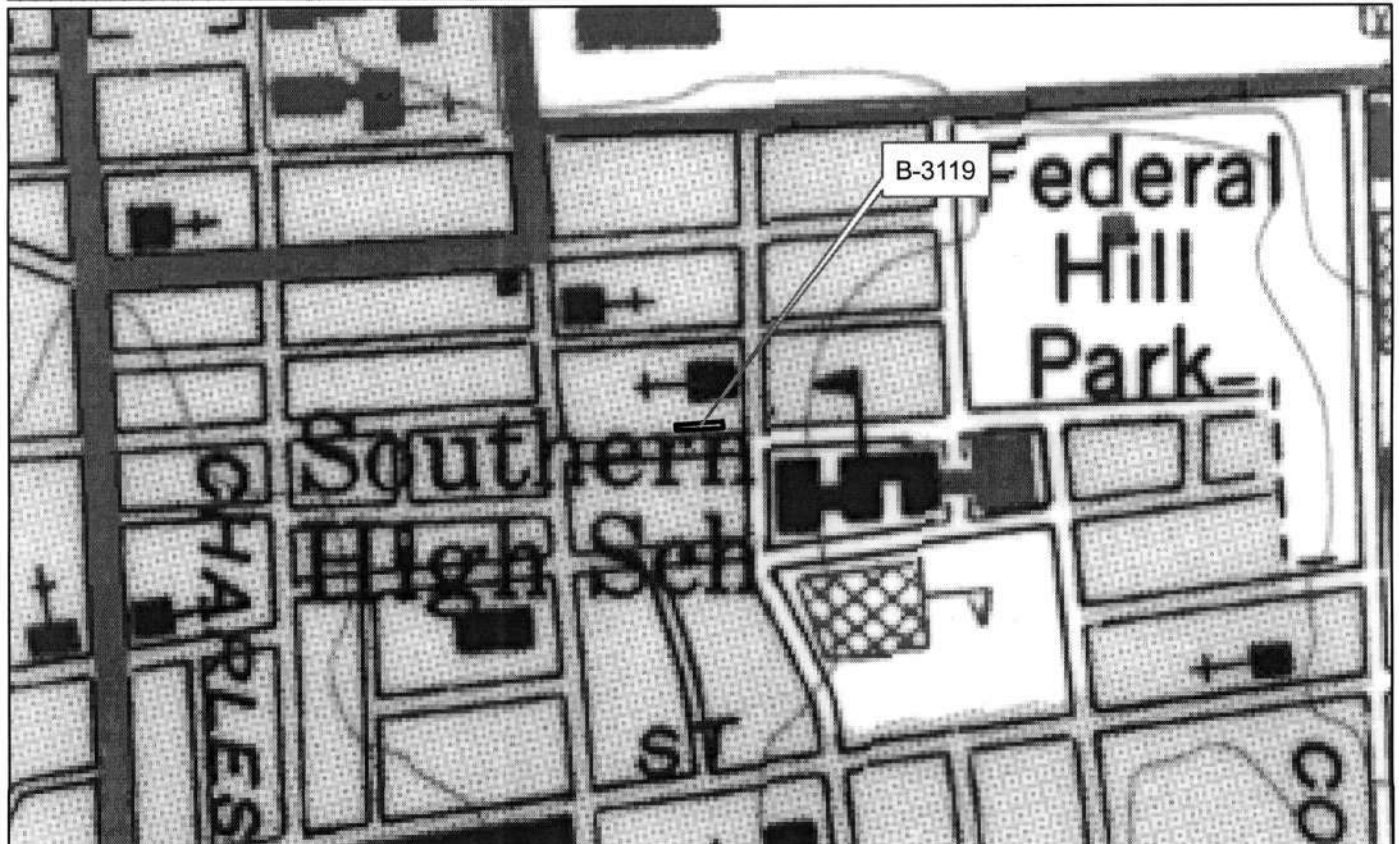 B-3119
Federal
Hill
Park
Southern
High Sch
CHARLES
ST
CO